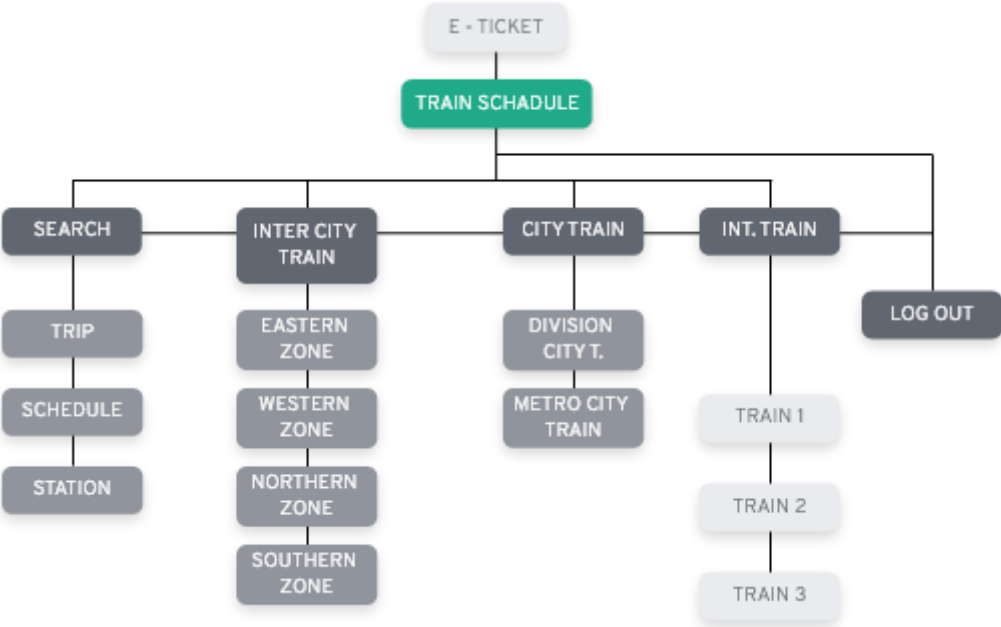 E - TICKET
TRAIN SCHADULE
SEARCH
INTER CITY
TRAIN
CITY TRAIN
INT. TRAIN
LOG OUT
TRIP
SCHEDULE
STATION
EASTERN
ZONE
WESTERN
ZONE
NORTHERN
ZONE
SOUTHERN
ZONE
DIVISION
CITY T.
METRO CITY
TRAIN
TRAIN 1
TRAIN 2
TRAIN 3